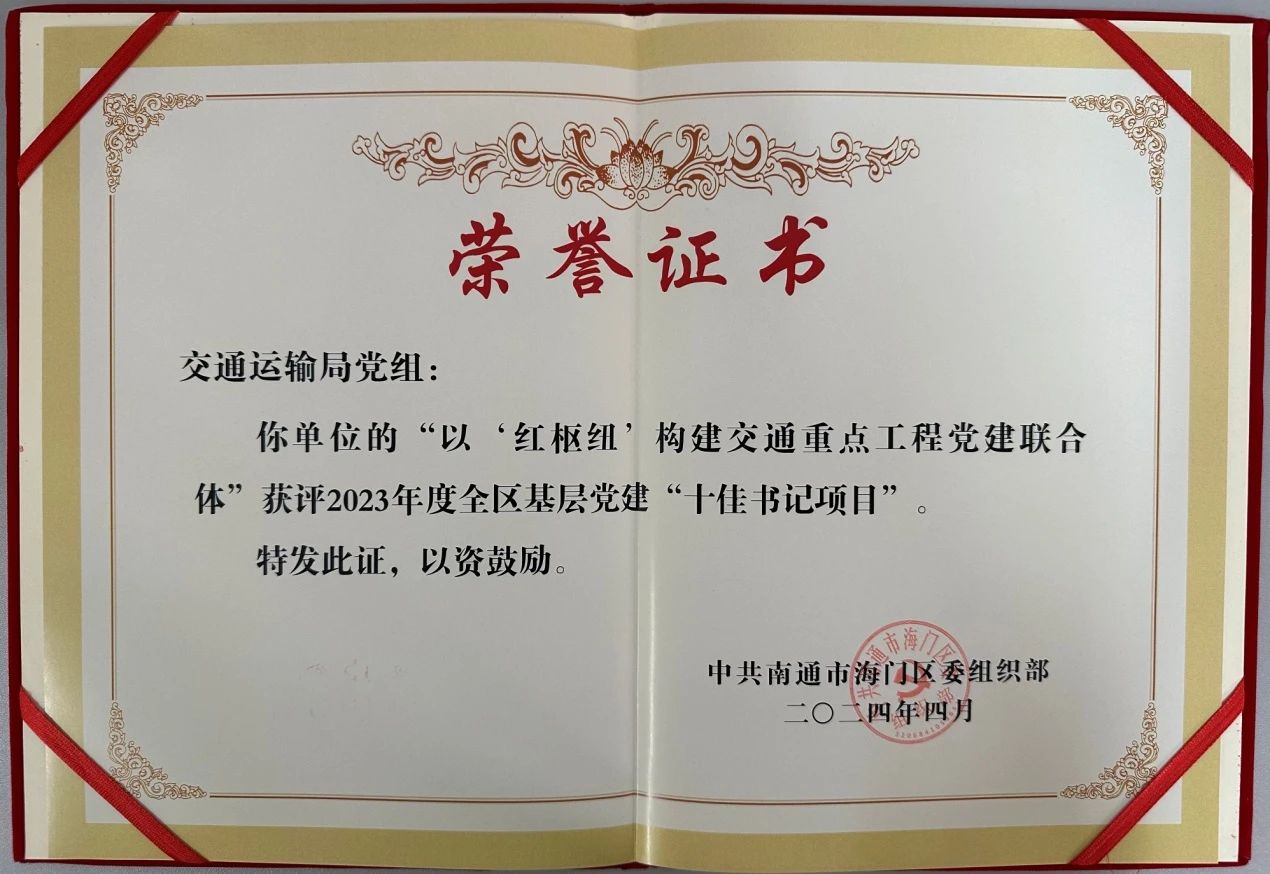 荣誉证书
交通运输局党组：
你单位的“以‘红枢纽’构建交通重点工程党建联合
体”获评2023年度全区基层党建“十佳书记项目”。
特发此证，以资鼓励。
中共南通市海门区委组织部
二〇二四年四月